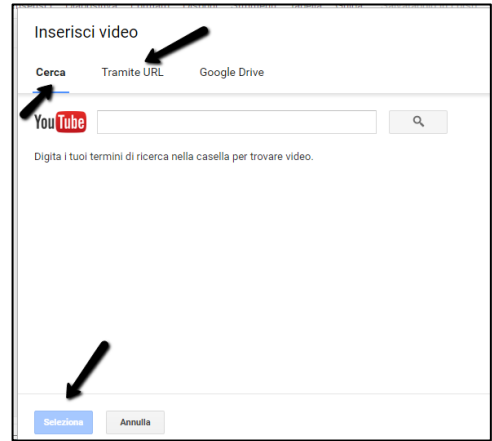 Inserisci video
Cerca Tramite URL Google Drive
YouTube
Digita i tuoi termini di ricerca nella casella per trovare video.
Seleziona Annulla